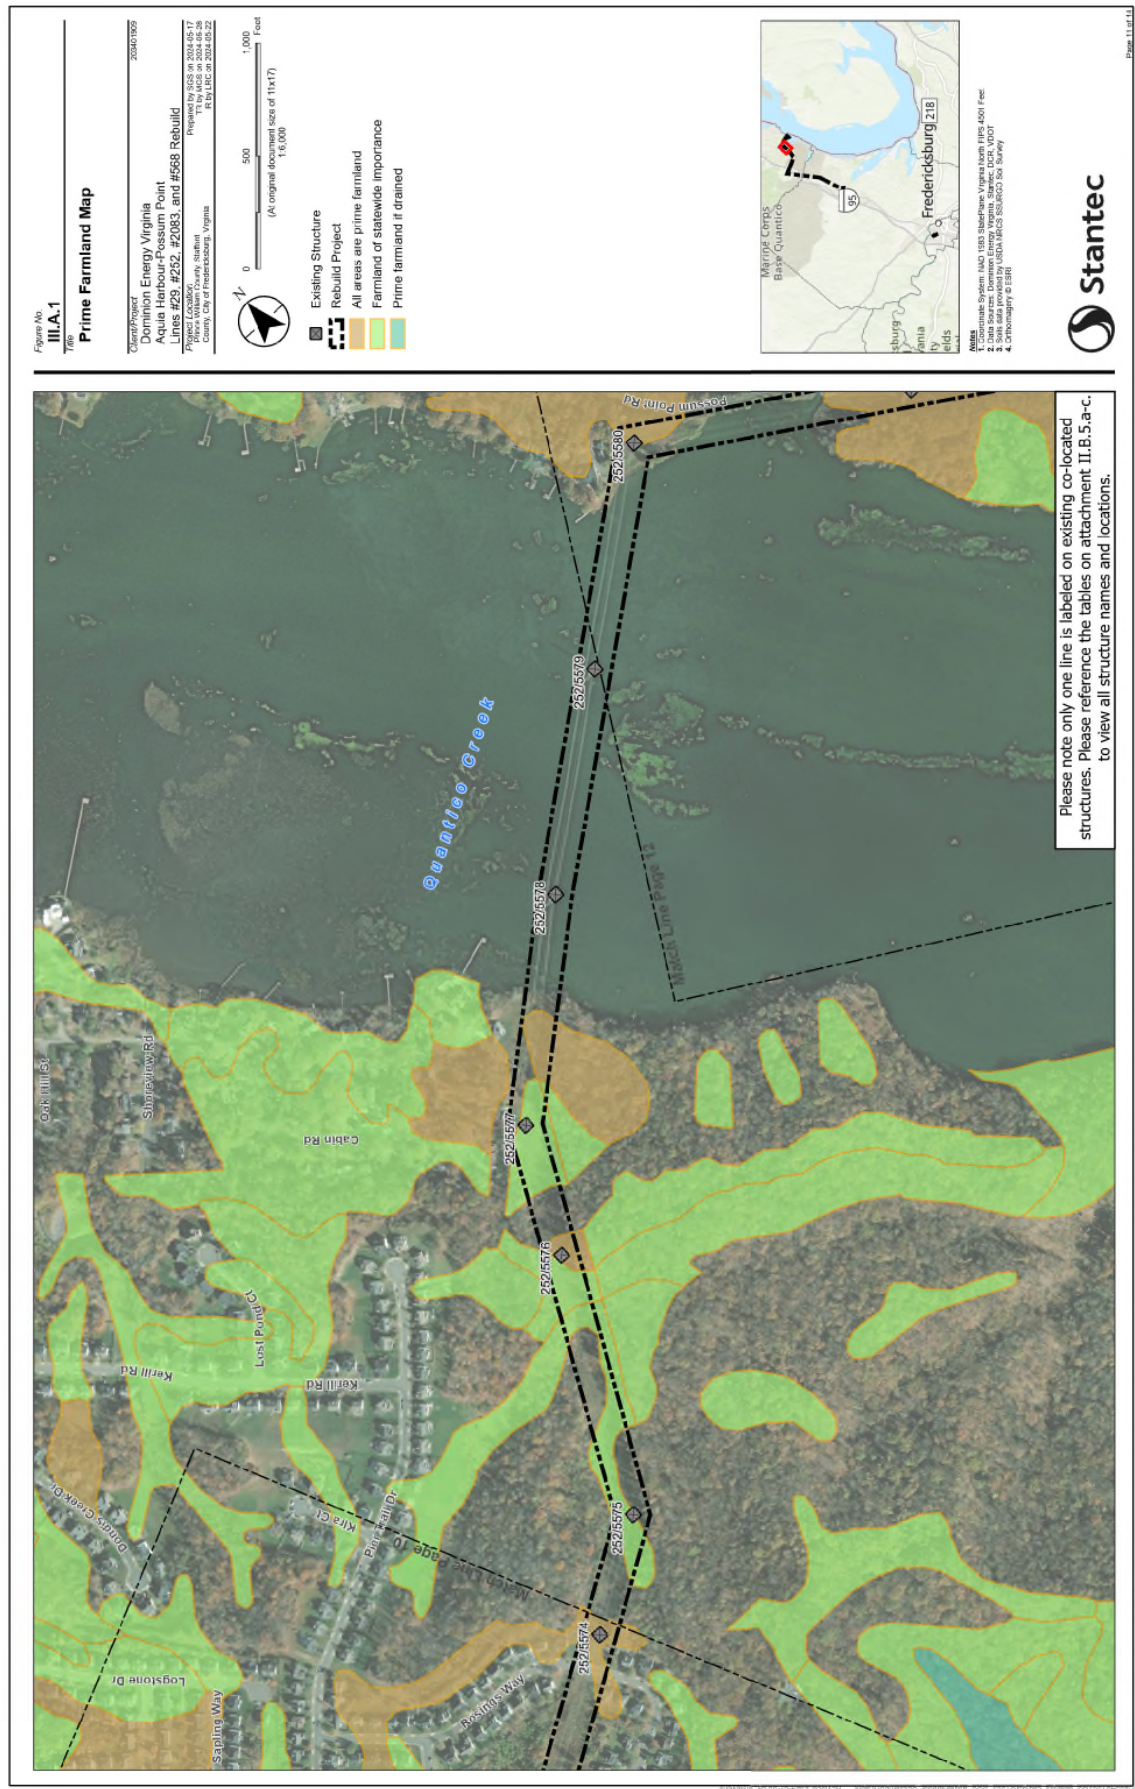 Figure No.
III.A.1
Title
Prime Farmland Map
Client/Project
203401909
Dominion Energy Virginia
Aquia Harbour-Possum Point
Lines #29, #252, #2083, and #568 Rebuild
Project Location
Prince William County, Stafford
County, City of Fredericksburg, Virginia
Prepared by SGS on 2024-05-17
TR by MCS on 2024-05-28
IR by LRC on 2024-05-22
N
0
500
1,000
Feet
(At original document size of 11x17)
1:6,000
Existing Structure
Rebuild Project
All areas are prime farmland
Farmland of statewide importance
Prime farmland if drained
Marine Corps
Base Quantico
95
Fredericksburg
218
sburg
vania
ty
elds
Notes
1. Coordinate System: NAD 1983 StatePlane Virginia North FIPS 4501 Feet
2. Data Sources: Dominion Energy Virginia, Stantec, DCR, VDOT
3. Soils data provided by USDA NRCS SSURGO Soil Survey
4. Orthoimagery © ESRI
Stantec
Page 11 of 14
Oak Hill St
Shoreview Rd
Cabin Rd
Lost Pond Ct
Kerill Rd
Kerill Rd
Kira Ct
Logstone Dr
Sapling Way
Rosings Way
Match Line Page 10
Match Line Page 12
Quantico Creek
Possum Point Rd
252/5574
252/5575
252/5576
252/5577
252/5578
252/5579
252/5580
Please note only one line is labeled on existing co-located
structures. Please reference the tables on attachment II.B.5.a-c.
to view all structure names and locations.